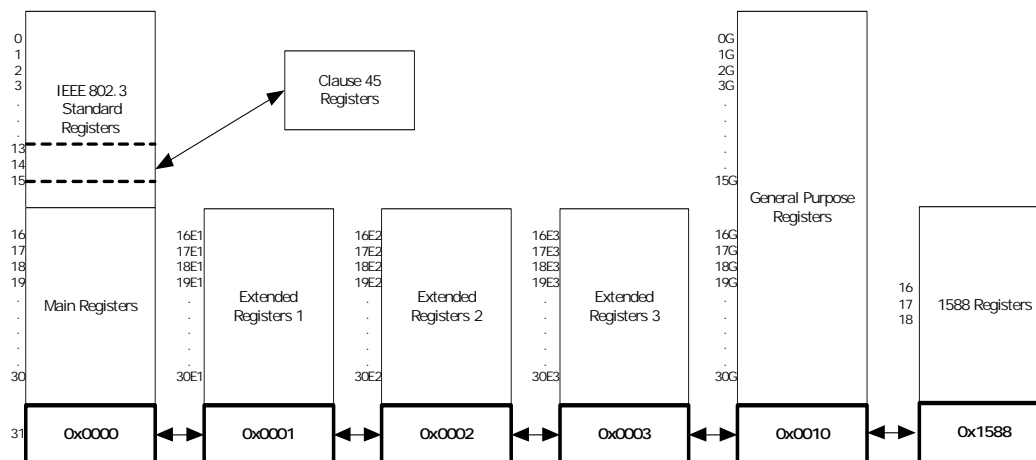 0
1
2
3
.
.
.
13
14
15
IEEE 802.3
Standard
Registers
Clause 45
Registers
16
17
18
19
.
.
.
.
.
30
Main Registers
16E1
17E1
18E1
19E1
.
.
.
.
.
30E1
Extended
Registers 1
16E2
17E2
18E2
19E2
.
.
.
.
.
30E2
Extended
Registers 2
16E3
17E3
18E3
19E3
.
.
.
.
.
30E3
Extended
Registers 3
0G
1G
2G
3G
.
.
.
.
.
15G
16G
17G
18G
19G
.
.
.
.
.
30G
General Purpose
Registers
16
17
18
1588 Registers
31
0x0000
0x0001
0x0002
0x0003
0x0010
0x1588